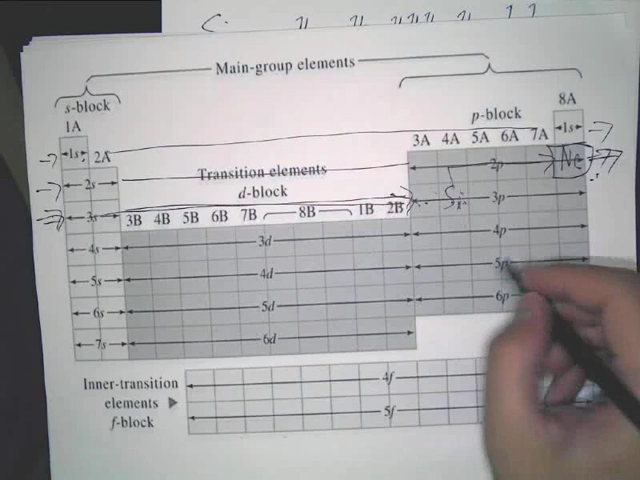 Main-group elements
s-block
p-block
8A
1A
1s
2A
3A 4A 5A 6A 7A
1s
2s
Transition elements
d-block
2p
Ne
3s
3B 4B 5B 6B 7B 8B 1B 2B
Si
3p
4s
3d
4p
5s
4d
5p
6s
5d
6p
7s
6d
Inner-transition
elements
f-block
4f
5f